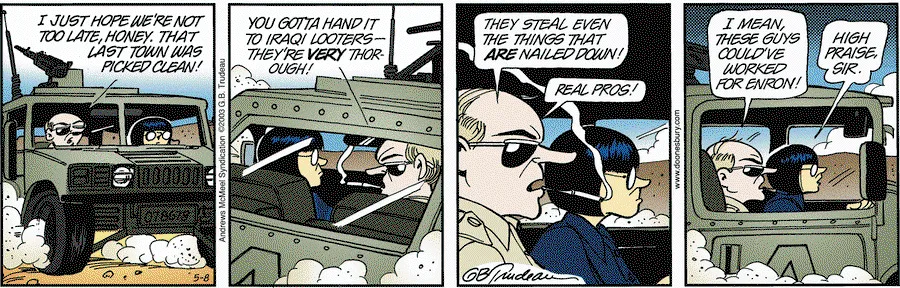 I JUST HOPE WE'RE NOT
TOO LATE, HONEY. THAT
LAST TOWN WAS
PICKED CLEAN!
5-8
Andrews McMeel Syndication ©2003 G.B. Trudeau
YOU GOTTA HAND IT
TO IRAQI LOOTERS—
THEY'RE VERY THOR-
OUGH!
THEY STEAL EVEN
THE THINGS THAT
ARE NAILED DOWN!
REAL PROS!
GB Trudeau
www.doonesbury.com
I MEAN,
THESE GUYS
COULD'VE
WORKED
FOR ENRON!
HIGH
PRAISE,
SIR.